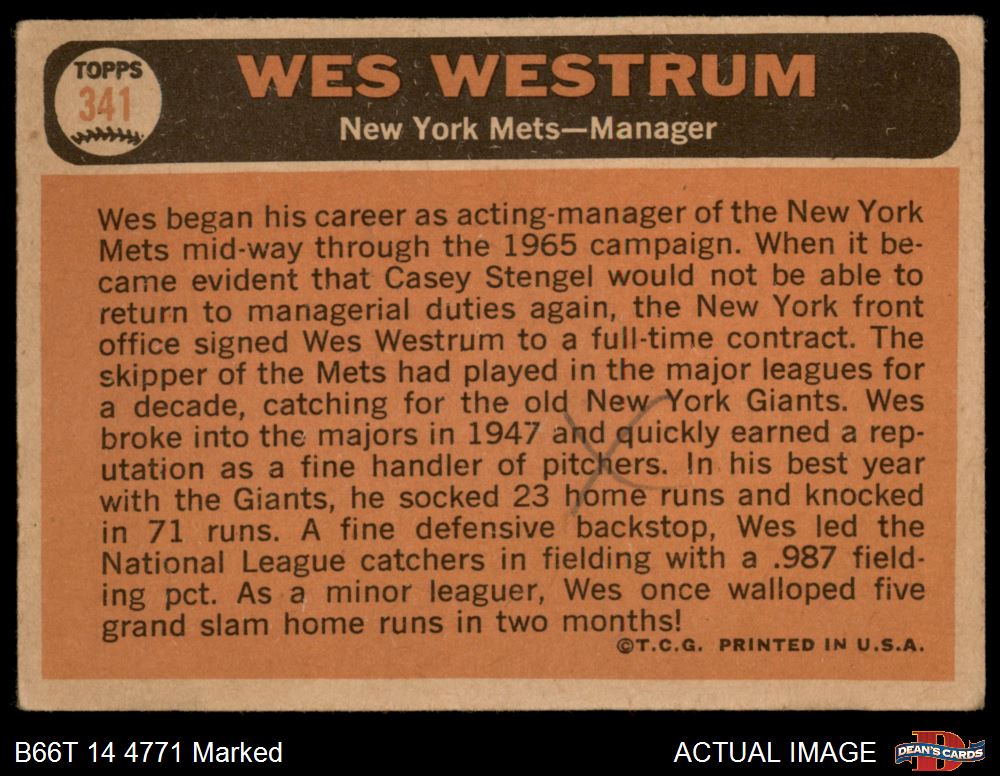 TOPPS
341
WES WESTRUM
New York Mets—Manager
Wes began his career as acting-manager of the New York
Mets mid-way through the 1965 campaign. When it be-
came evident that Casey Stengel would not be able to
return to managerial duties again, the New York front
office signed Wes Westrum to a full-time contract. The
skipper of the Mets had played in the major leagues for
a decade, catching for the old New York Giants. Wes
broke into the majors in 1947 and quickly earned a rep-
utation as a fine handler of pitchers. In his best year
with the Giants, he socked 23 home runs and knocked
in 71 runs. A fine defensive backstop, Wes led the
National League catchers in fielding with a .987 field-
ing pct. As a minor leaguer, Wes once walloped five
grand slam home runs in two months!
©T.C.G. PRINTED IN U.S.A.
B66T 14 4771 Marked
ACTUAL IMAGE
DEAN'S CARDS